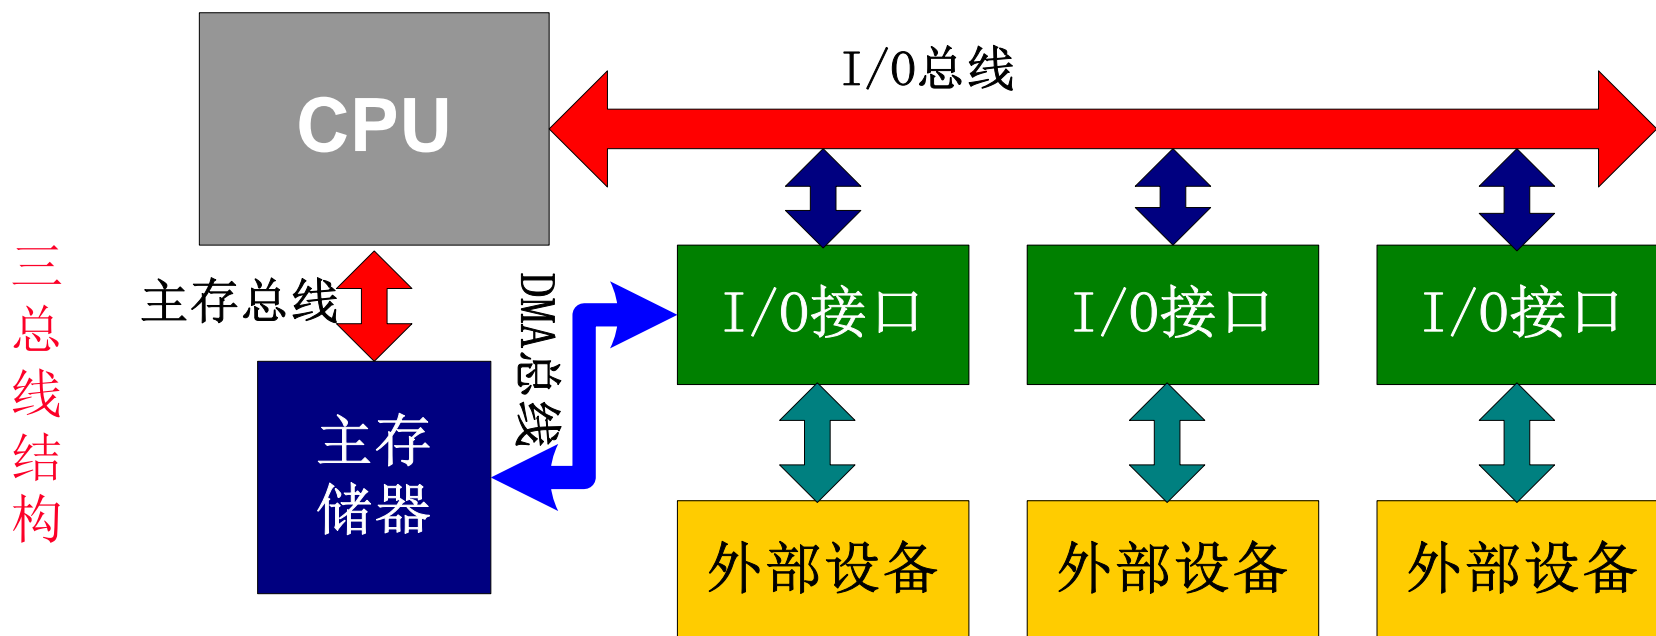 三总线结构
CPU
I/O总线
主存总线
DMA总线
I/O接口
I/O接口
I/O接口
主存
储器
外部设备
外部设备
外部设备